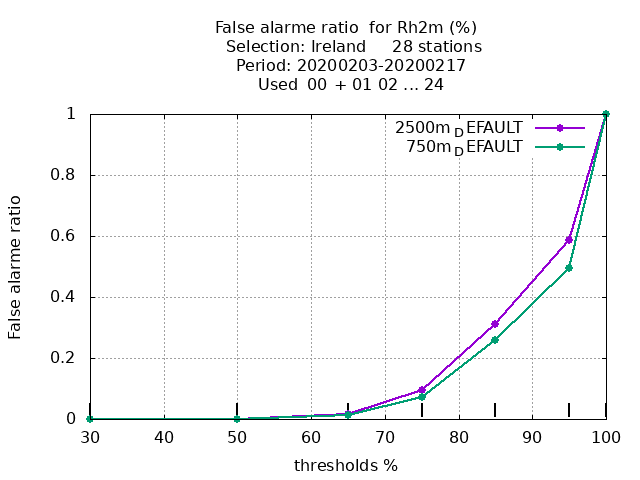 False alarme ratio  for Rh2m (%)
Selection: Ireland     28 stations
Period: 20200203-20200217
Used  00 + 01 02 ... 24
2500m_DEFAULT
750m_DEFAULT
1
0.8
0.6
0.4
0.2
0
False alarme ratio
30 40 50 60 70 80 90 100
thresholds %